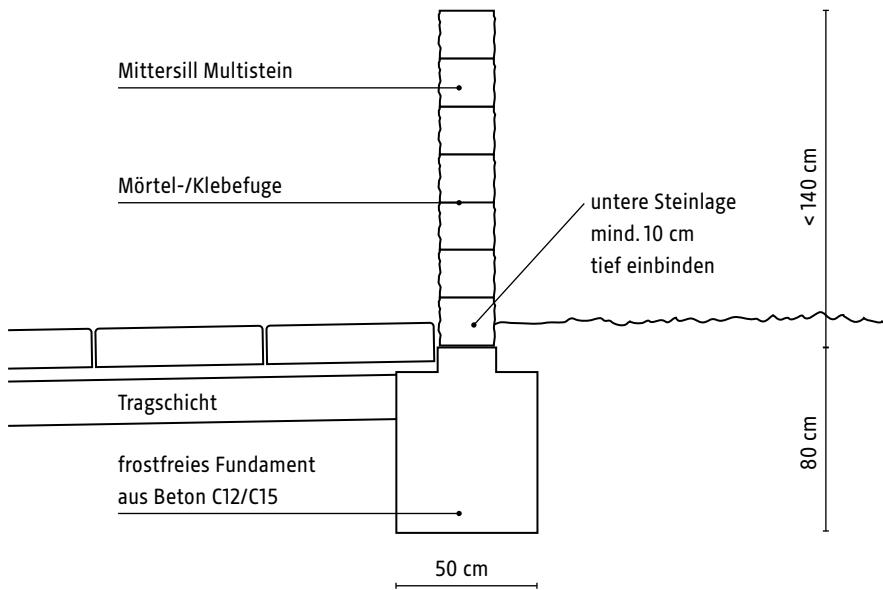 Mittersill Multistein
Mörtel-/Klebefuge
untere Steinlage
mind. 10 cm
tief einbinden
< 140 cm
Tragschicht
frostfreies Fundament
aus Beton C12/C15
80 cm
50 cm